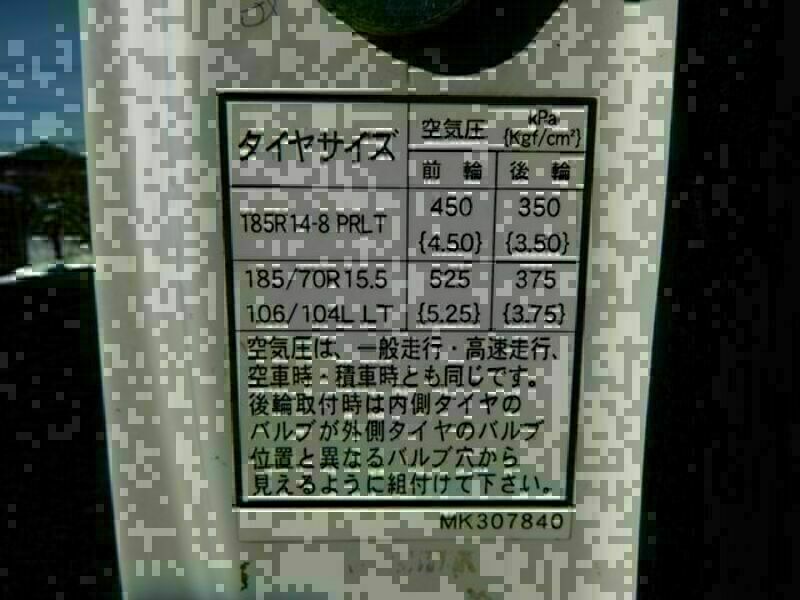 タイヤサイズ 空気圧 kPa
{Kgf/cm²}
前輪 後輪
185R14-8 PRLT 450 350
{4.50} {3.50}
185/70R15.5 525 375
106/104L LT {5.25} {3.75}
空気圧は、一般走行・高速走行、
空車時・積車時とも同じです。
後輪取付時は内側タイヤの
バルブが外側タイヤのバルブ
位置と異なるバルブ穴から
見えるように組付けて下さい。
MK307840